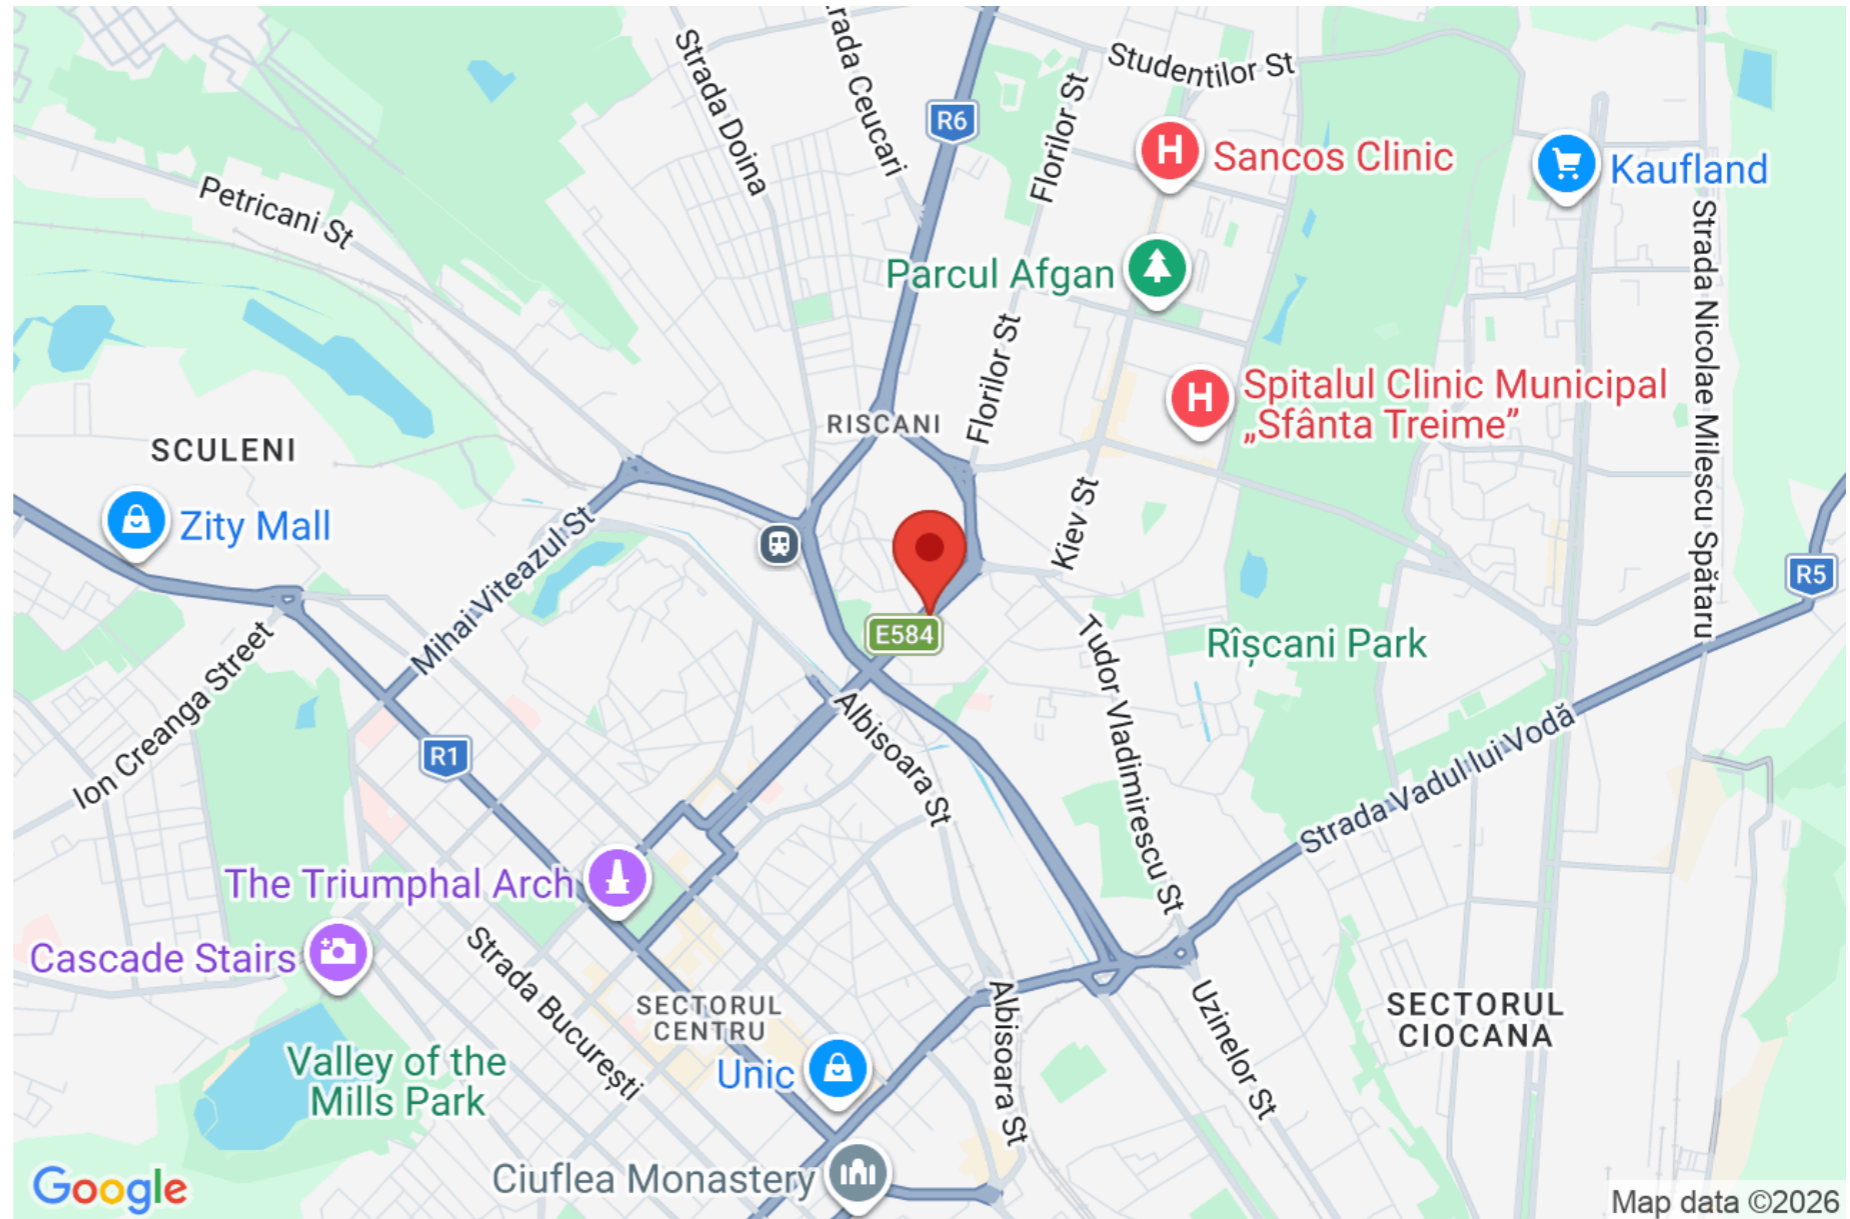 Strada Doina
rada Ceucari
R6
Florilor St
Studentilor St
Sancos Clinic
Kaufland
Petricani St
Parcul Afgan
Strada Nicolae Milescu Spătaru
Florilor St
Spitalul Clinic Municipal
„Sfânta Treime”
RISCANI
SCULENI
Zity Mall
Mihai Viteazul St
Kiev St
R5
E584
Ion Creanga Street
Tudor Vladimirescu St
Rîșcani Park
R1
Albisoara St
Strada Vadul lui Vodă
The Triumphal Arch
Cascade Stairs
Strada București
SECTORUL
CENTRU
Albisoara St
Uzinelor St
SECTORUL
CIOCANA
Valley of the
Mills Park
Unic
Ciuflea Monastery
Google
Map data ©2026